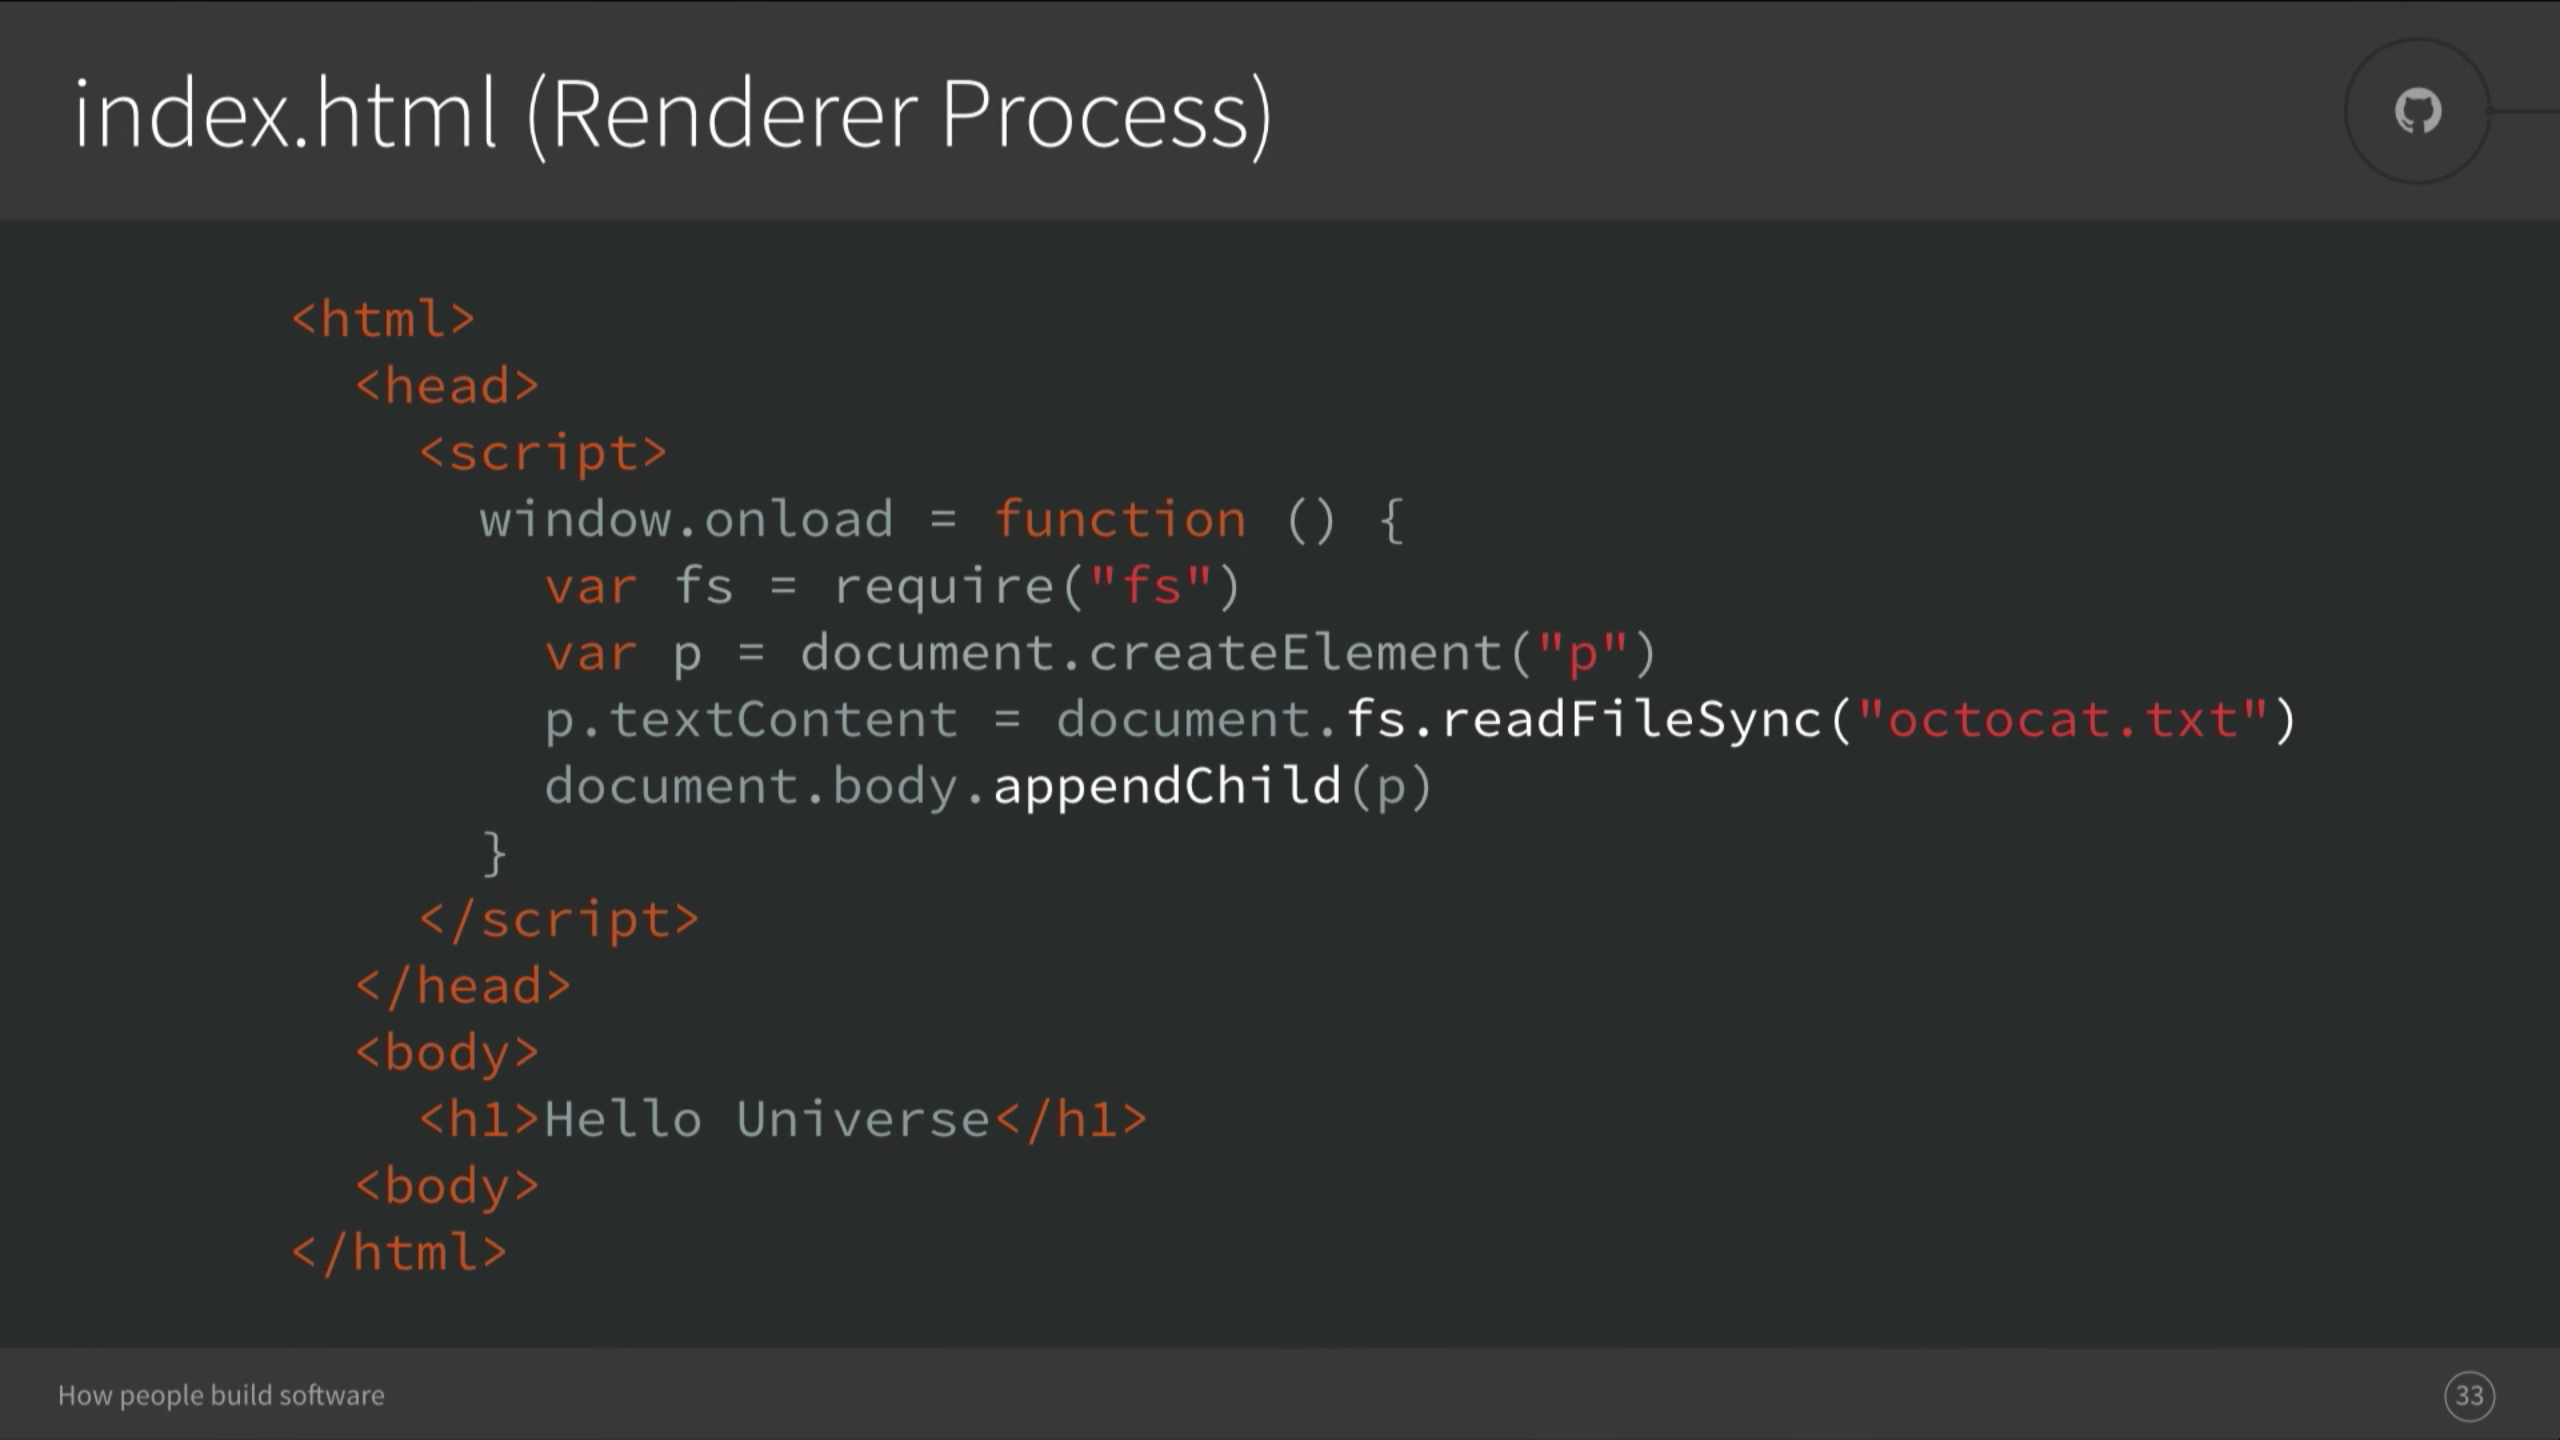 index.html (Renderer Process)
<html>
<head>
<script>
window.onload = function () {
var fs = require("fs")
var p = document.createElement("p")
p.textContent = document.fs.readFileSync("octocat.txt")
document.body.appendChild(p)
}
</script>
</head>
<body>
<h1>Hello Universe</h1>
<body>
</html>
How people build software
33